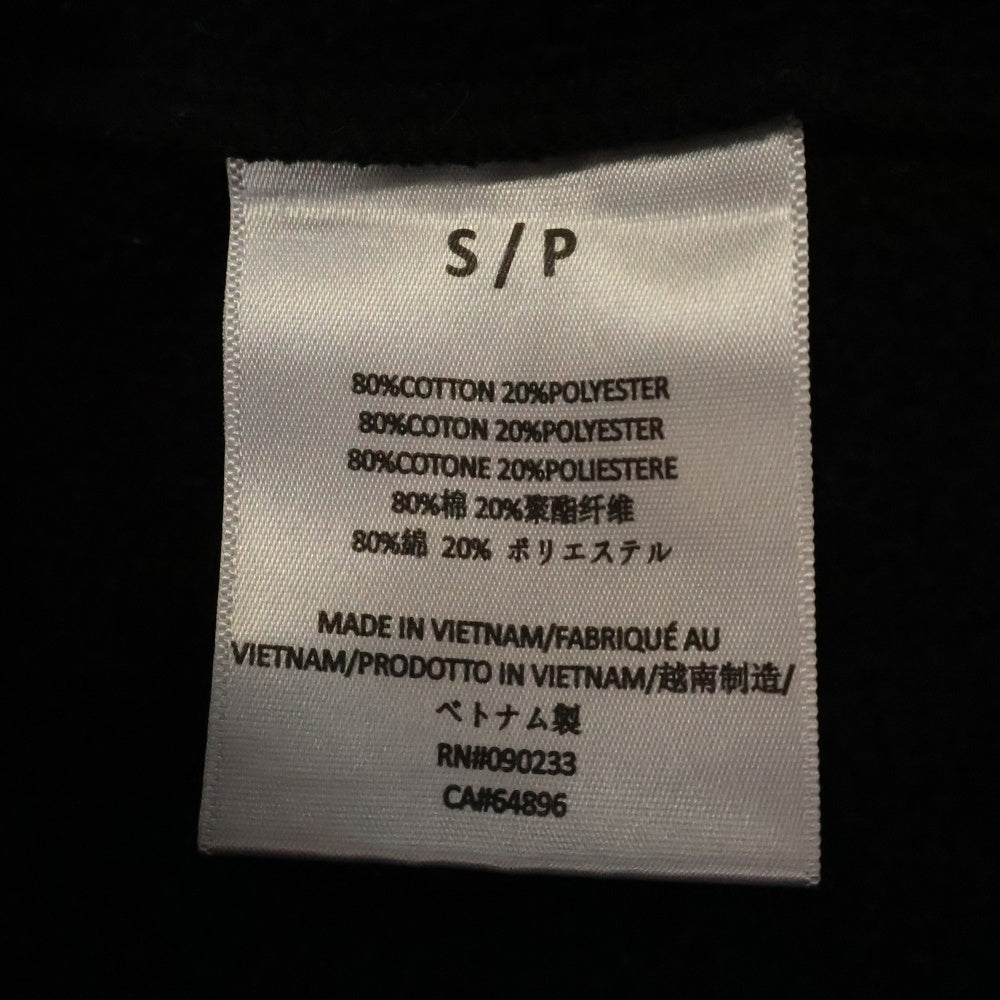 S/P
80%COTTON 20%POLYESTER
80%COTON 20%POLYESTER
80%COTONE 20%POLIESTERE
80%棉 20%聚酯纤维
80%綿 20% ポリエステル
MADE IN VIETNAM/FABRIQUÉ AU
VIETNAM/PRODOTTO IN VIETNAM/越南制造/
ベトナム製
RN#090233
CA#64896